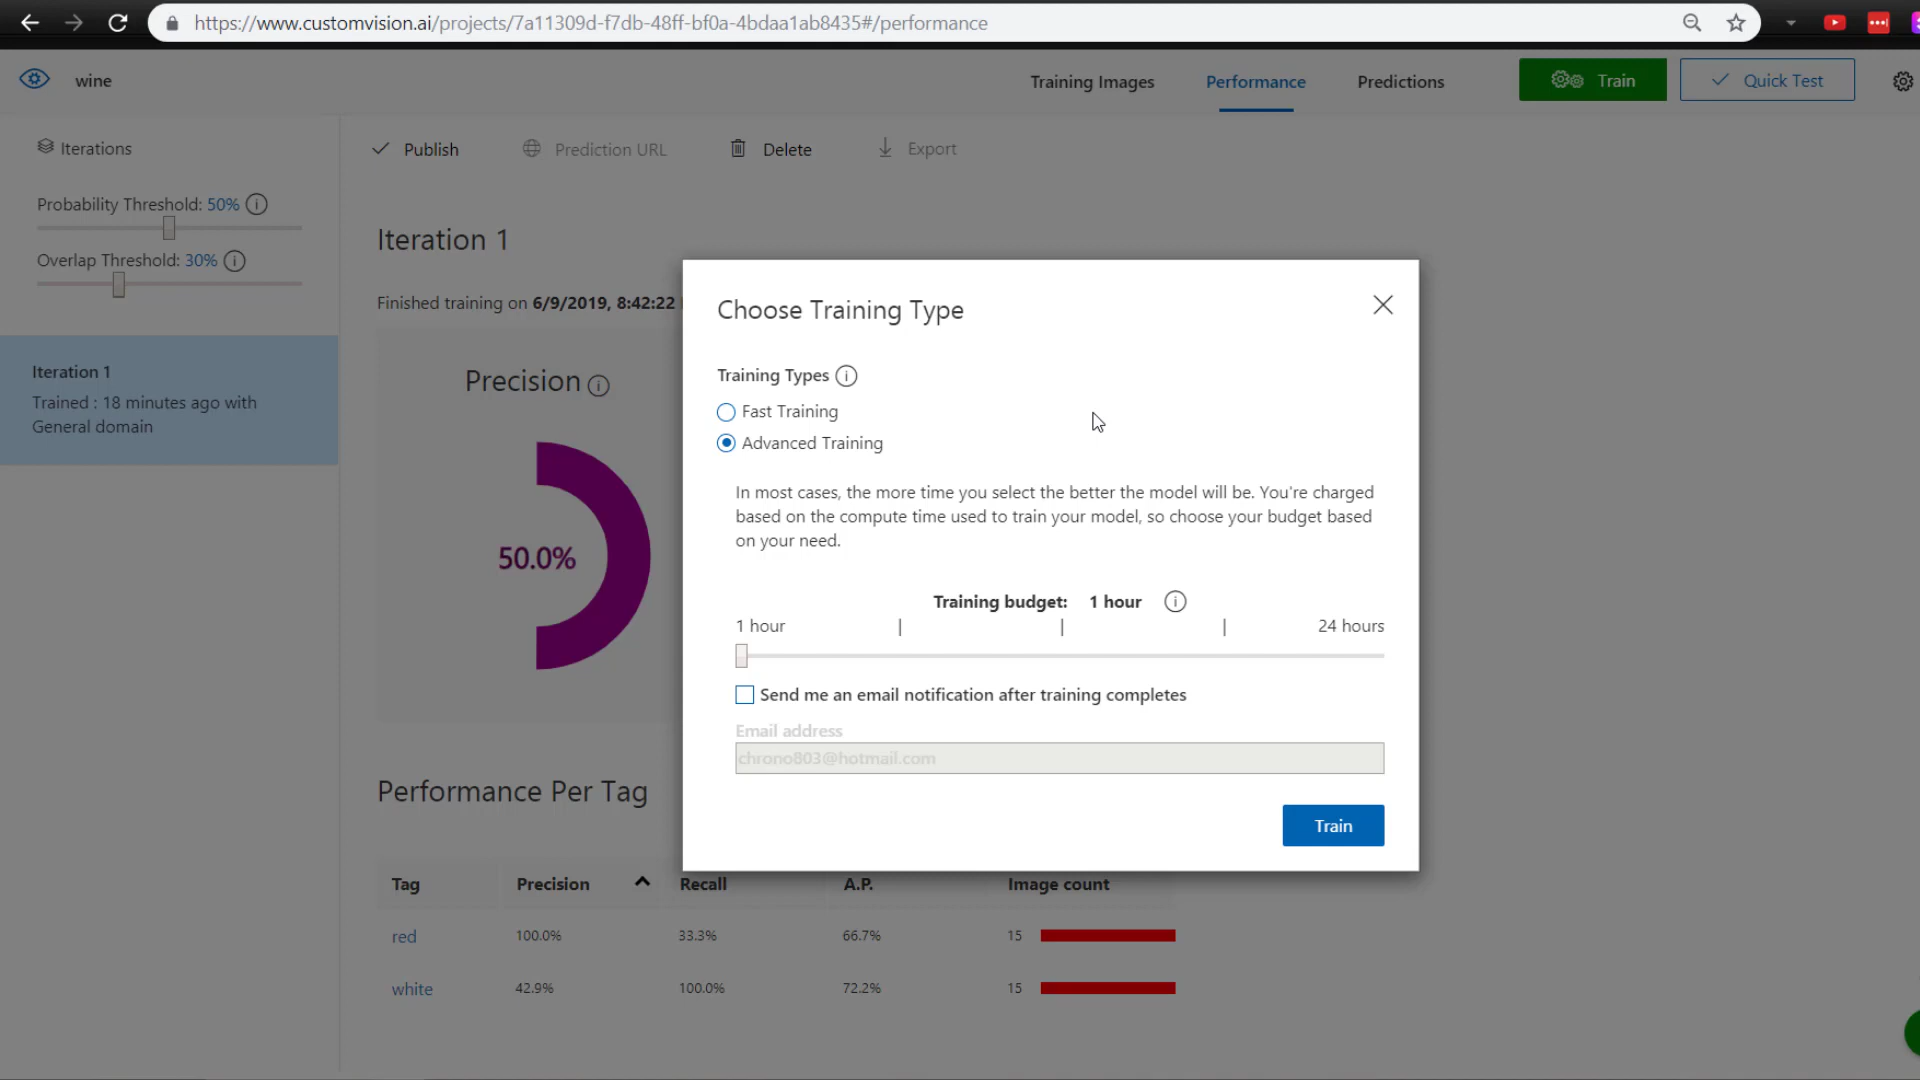 https://www.customvision.ai/projects/7a11309d-f7db-48ff-bf0a-4bdaa1ab8435#/performance
wine
Training Images
Performance
Predictions
Train
Quick Test
Iterations
Publish
Prediction URL
Delete
Export
Probability Threshold: 50%
Overlap Threshold: 30%
Iteration 1
Trained : 18 minutes ago with
General domain
Iteration 1
Finished training on 6/9/2019, 8:42:22
Precision
50.0%
Choose Training Type
Training Types
Fast Training
Advanced Training
In most cases, the more time you select the better the model will be. You're charged
based on the compute time used to train your model, so choose your budget based
on your need.
Training budget: 1 hour
1 hour
24 hours
Send me an email notification after training completes
Email address
chrono803@hotmail.com
Train
Performance Per Tag
Tag Precision Recall A.P. Image count
red 100.0% 33.3% 66.7% 15
white 42.9% 100.0% 72.2% 15